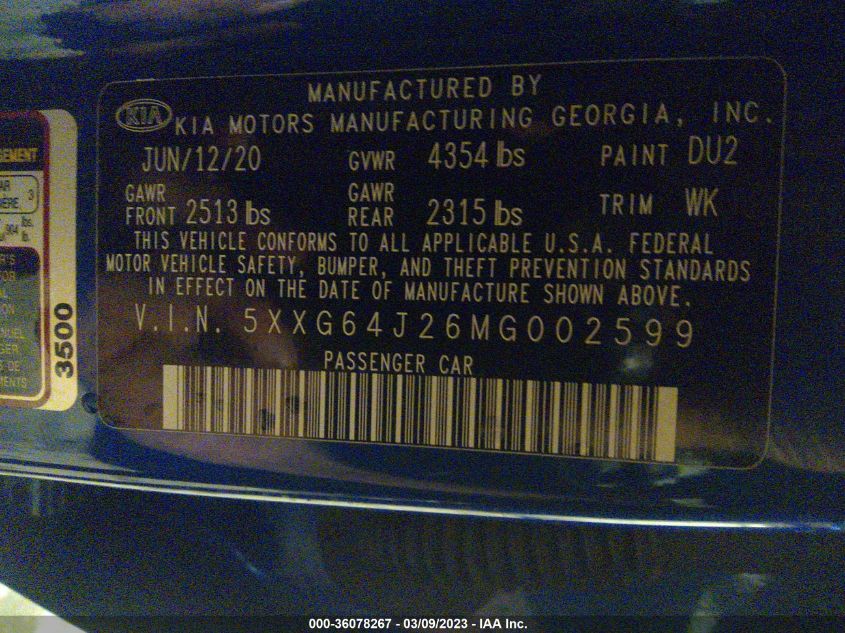 MANUFACTURED BY
KIA KIA MOTORS MANUFACTURING GEORGIA, INC.
JUN/12/20 GVWR 4354 lbs PAINT DU2
GAWR FRONT 2513 lbs GAWR REAR 2315 lbs TRIM WK
THIS VEHICLE CONFORMS TO ALL APPLICABLE U.S.A. FEDERAL
MOTOR VEHICLE SAFETY, BUMPER, AND THEFT PREVENTION STANDARDS
IN EFFECT ON THE DATE OF MANUFACTURE SHOWN ABOVE.
V.I.N. 5XXG64J26MG002599
PASSENGER CAR
3500
000-36078267 - 03/09/2023 - IAA Inc.